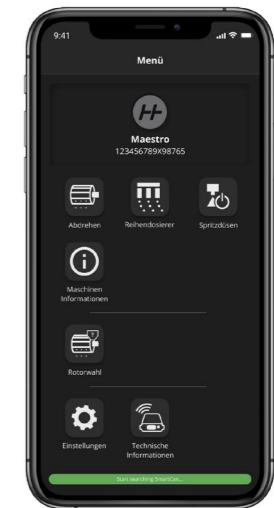 9:41
Menü
Maestro
123456789X98765
Abdrehen
Reihendosierer
Spritzdüsen
Maschinen
Informationen
Rotorwahl
Einstellungen
Technische
Informationen
Start searching SmartCan...